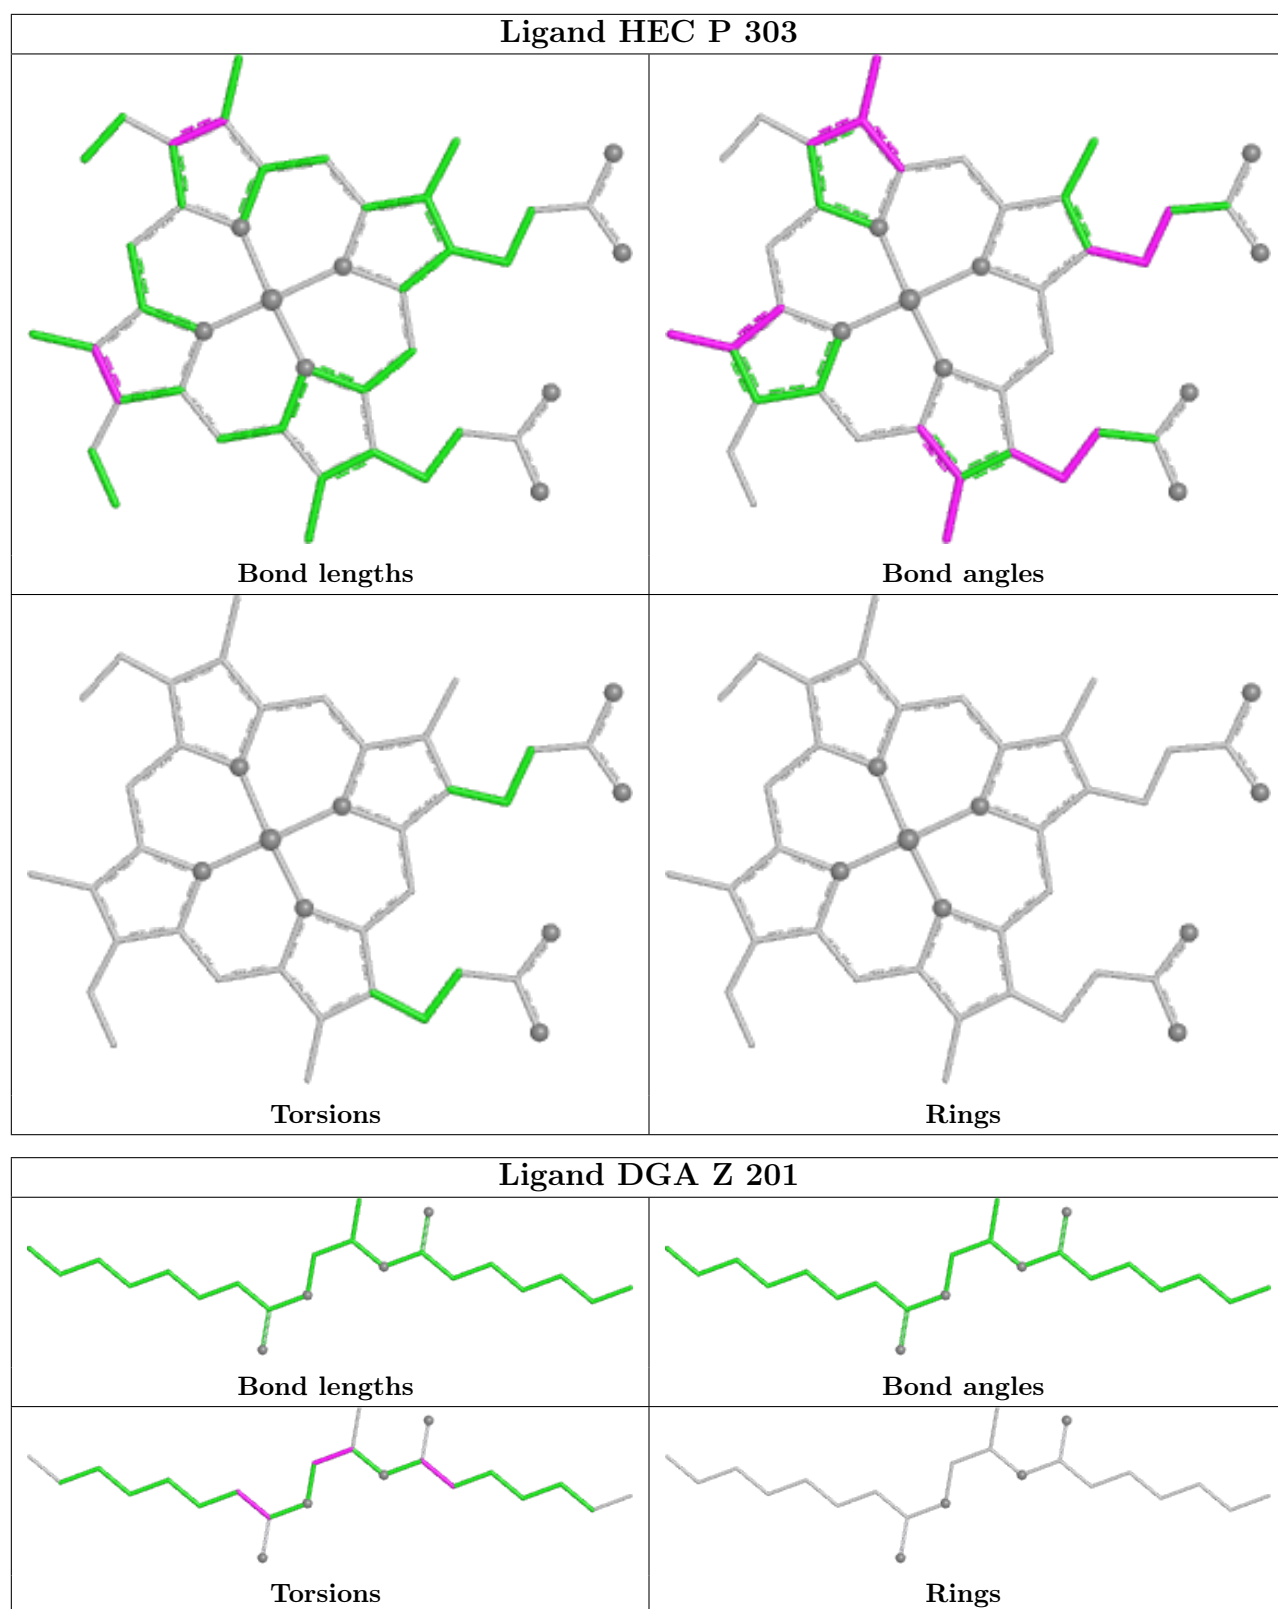 Ligand HEC P 303
Bond lengths
Bond angles
Torsions
Rings
Ligand DGA Z 201
Bond lengths
Bond angles
Torsions
Rings